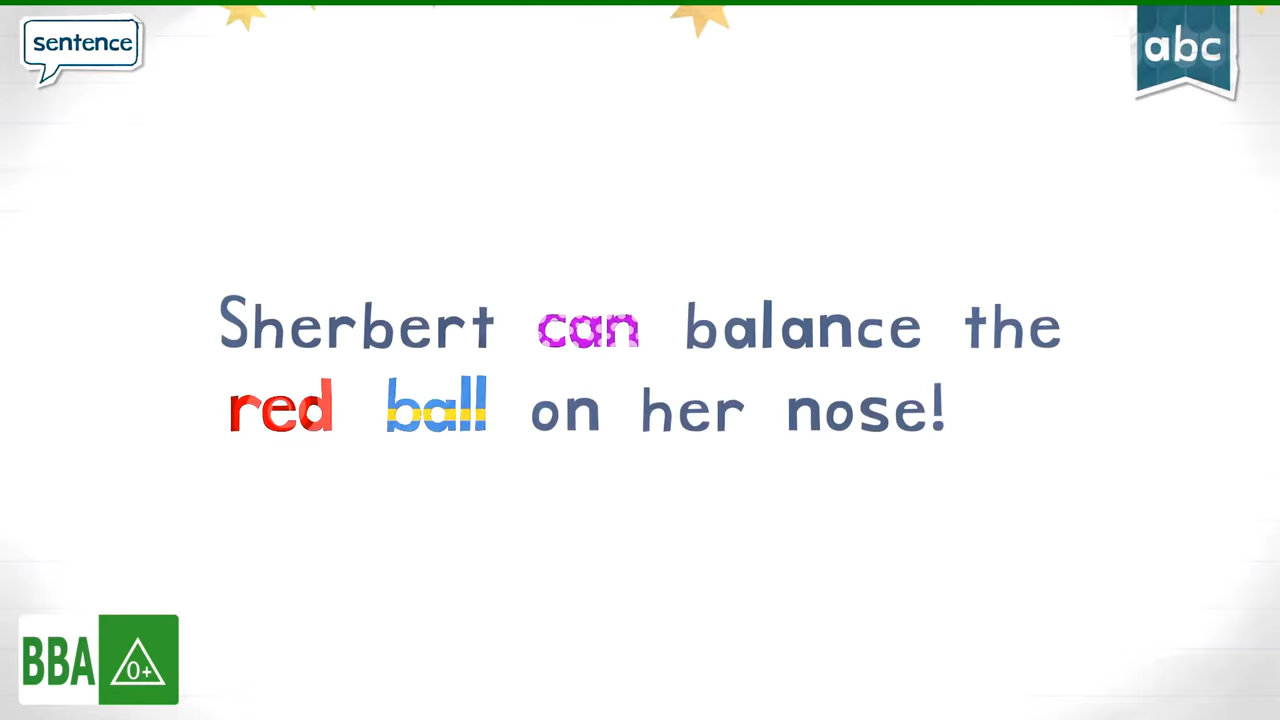 sentence
abc
Sherbert can balance the
red ball on her nose!
BBA
0+